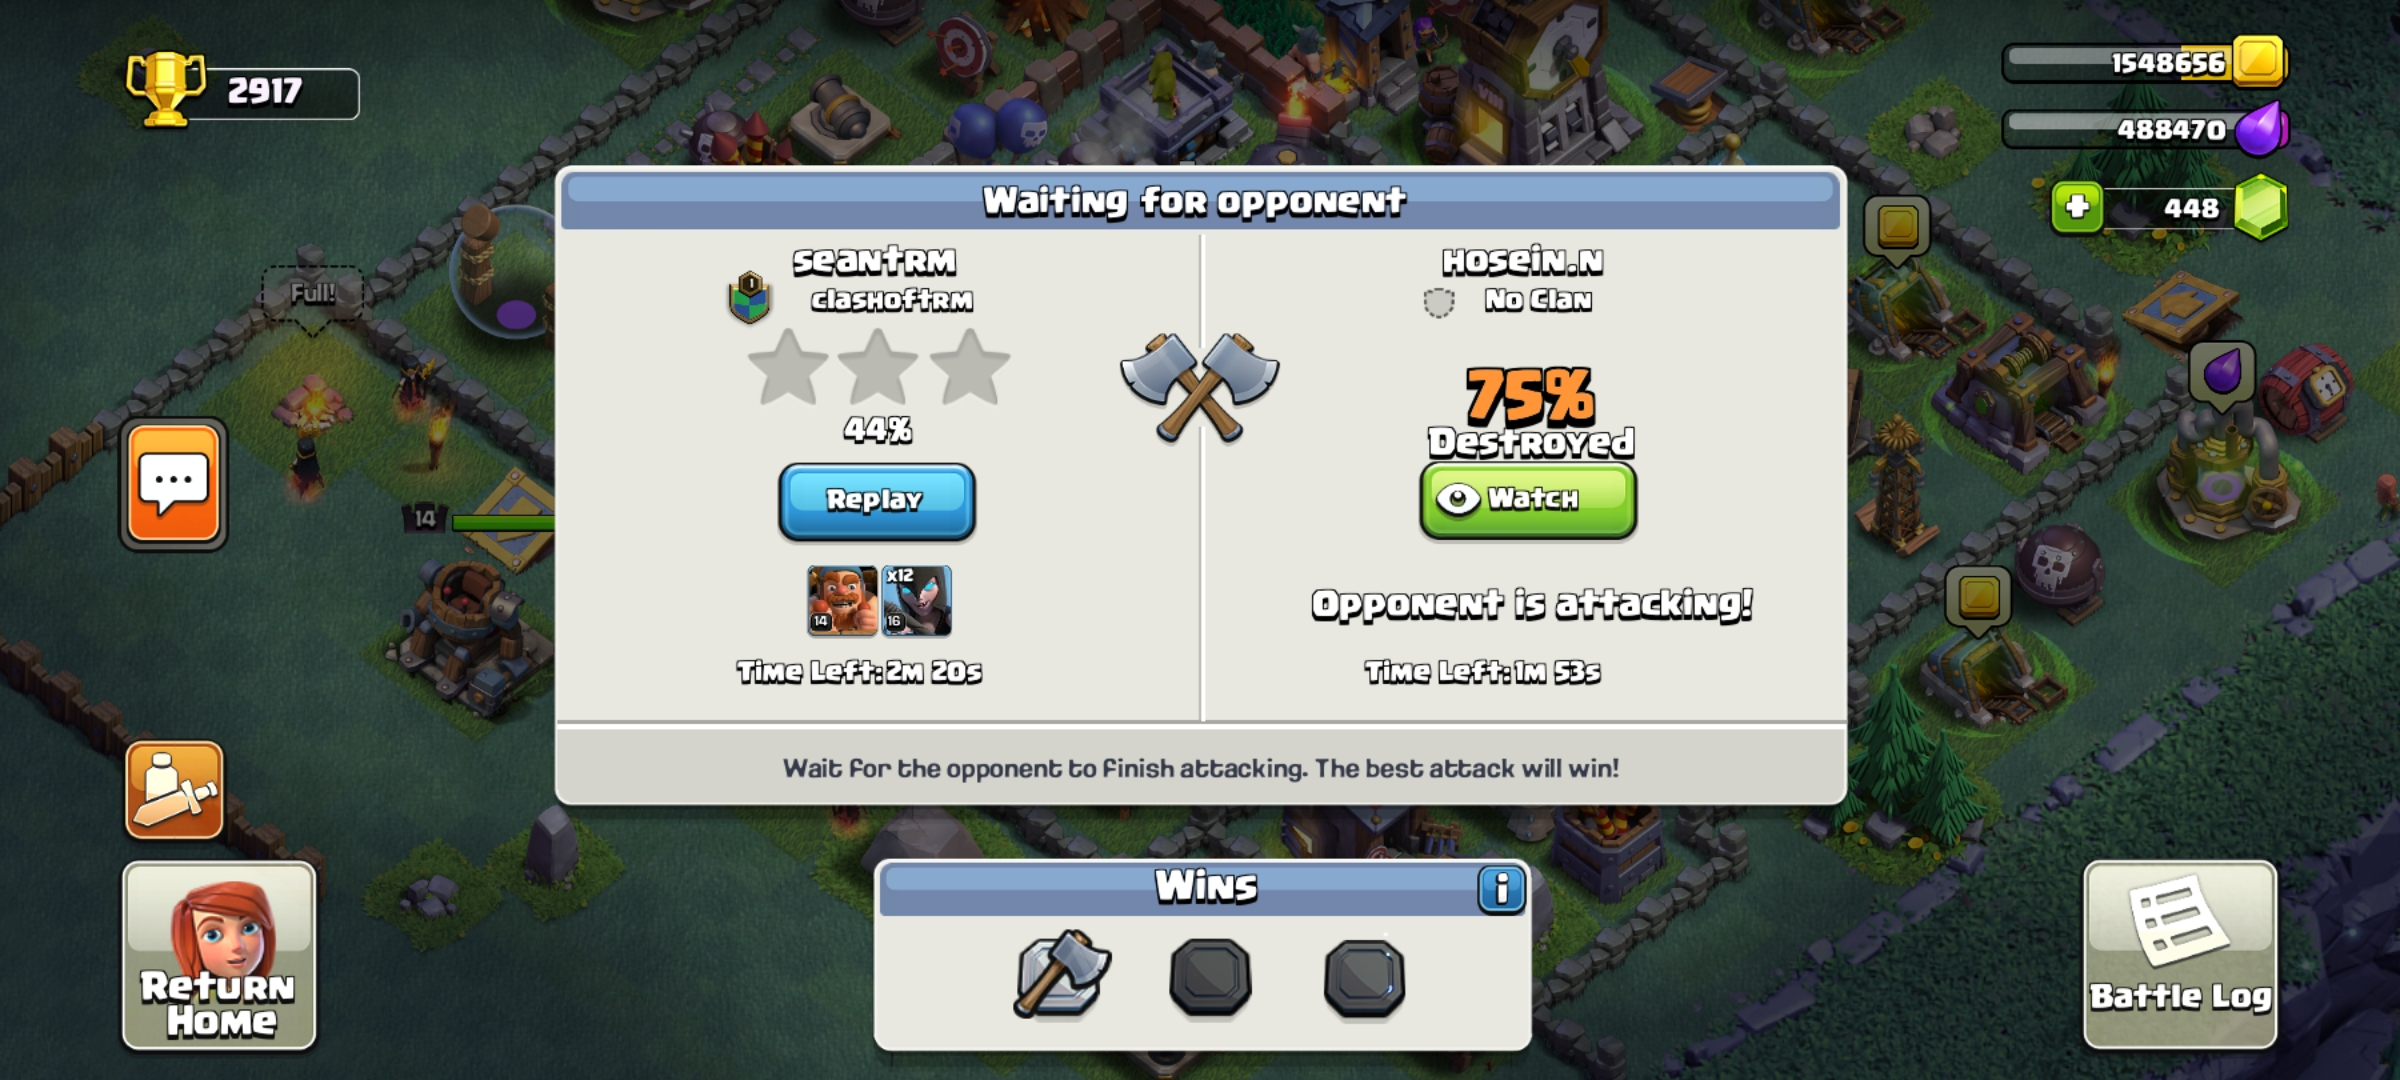 2917
1548656
488470
448
Full!
14
Waiting for opponent
seantrm
1
clashoftrm
44%
Replay
14
x12
16
Time Left:2m 20s
Hosein.N
No Clan
75%
Destroyed
Watch
Opponent is attacking!
Time Left:1m 53s
Wait for the opponent to finish attacking. The best attack will win!
Wins
i
Return
Home
Battle Log